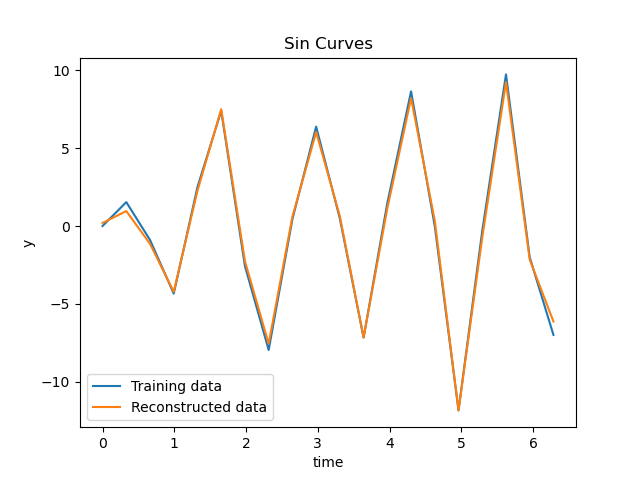 Sin Curves
10
5
0
−5
−10
y
0 1 2 3 4 5 6
time
Training data
Reconstructed data